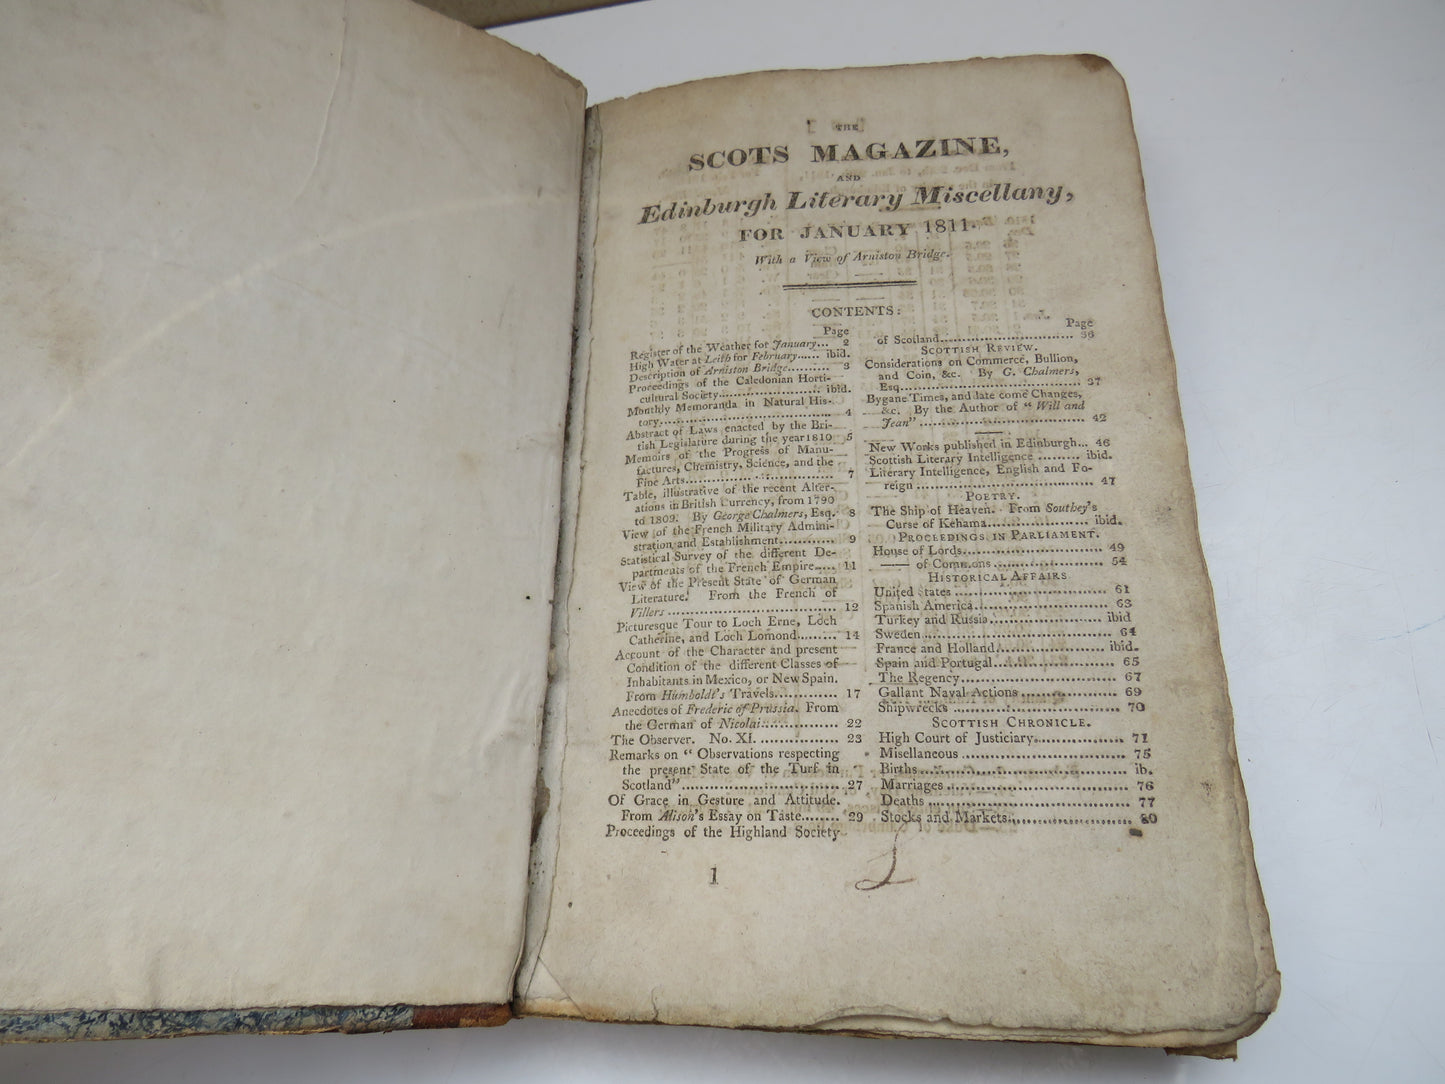 THE
SCOTS MAGAZINE,
AND
Edinburgh Literary Miscellany,
FOR JANUARY 1811.
With a View of Arniston Bridge.
CONTENTS:
Page
Register of the Weather for January... 2
High Water at Leith for February...... ibid.
Description of Arniston Bridge.......... 3
Proceedings of the Caledonian Horti-
cultural Society........................ ibid.
Monthly Memoranda in Natural His-
tory,........................................ 4
Abstract of Laws enacted by the Bri-
tish Legislature during the year 1810 5
Memoirs of the Progress of Manu-
factures, Chemistry, Science, and the
Fine Arts................................... 7
Table, illustrative of the recent Alter-
ations in British Currency, from 1790
to 1809. By George Chalmers, Esq. 8
View of the French Military Admini-
stration and Establishment............ 9
Statistical Survey of the different De-
partments of the French Empire..... 11
View of the Present State of German
Literature. From the French of
Villers ..................................... 12
Picturesque Tour to Loch Erne, Loch
Catherine, and Loch Lomond......... 14
Account of the Character and present
Condition of the different Classes of
Inhabitants in Mexico, or New Spain.
From Humboldt's Travels............. 17
Anecdotes of Frederic of Prussia. From
the German of Nicolai................ 22
The Observer. No. XI. ................. 23
Remarks on "Observations respecting
the present State of the Turf in
Scotland"................................. 27
Of Grace in Gesture and Attitude.
From Alison's Essay on Taste........ 29
Proceedings of the Highland Society
Page
of Scotland............................... 36
SCOTTISH REVIEW.
Considerations on Commerce, Bullion,
and Coin, &c. By G. Chalmers,
Esq.......................................... 37
Bygane Times, and late come Changes,
&c. By the Author of "Will and
Jean" ...................................... 42
New Works published in Edinburgh... 46
Scottish Literary Intelligence ......... ibid.
Literary Intelligence, English and Fo-
reign ....................................... 47
POETRY.
The Ship of Heaven. From Southey's
Curse of Kehama........................ ibid.
PROCEEDINGS IN PARLIAMENT.
House of Lords............................. 49
—— of Commons ........................ 54
HISTORICAL AFFAIRS
United States ............................... 61
Spanish America........................... 63
Turkey and Russia........................ ibid
Sweden ....................................... 64
France and Holland...................... ibid.
Spain and Portugal....................... 65
The Regency................................ 67
Gallant Naval Actions ................... 69
Shipwrecks .................................. 70
SCOTTISH CHRONICLE.
High Court of Justiciary.................. 71
Miscellaneous ............................... 75
Births.......................................... ib.
Marriages .................................... 76
Deaths ........................................ 77
Stocks and Markets........................ 80
1